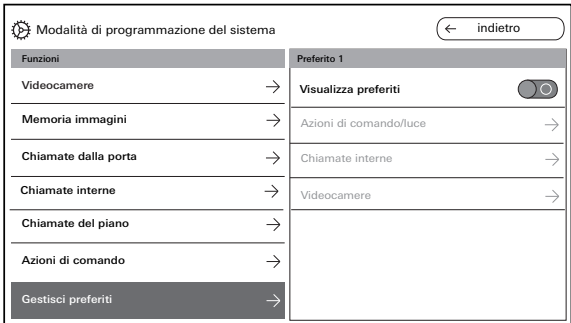 Modalità di programmazione del sistema
indietro
Funzioni
Videocamere
Memoria immagini
Chiamate dalla porta
Chiamate interne
Chiamate del piano
Azioni di comando
Gestisci preferiti
Preferito 1
Visualizza preferiti
Azioni di comando/luce
Chiamate interne
Videocamere